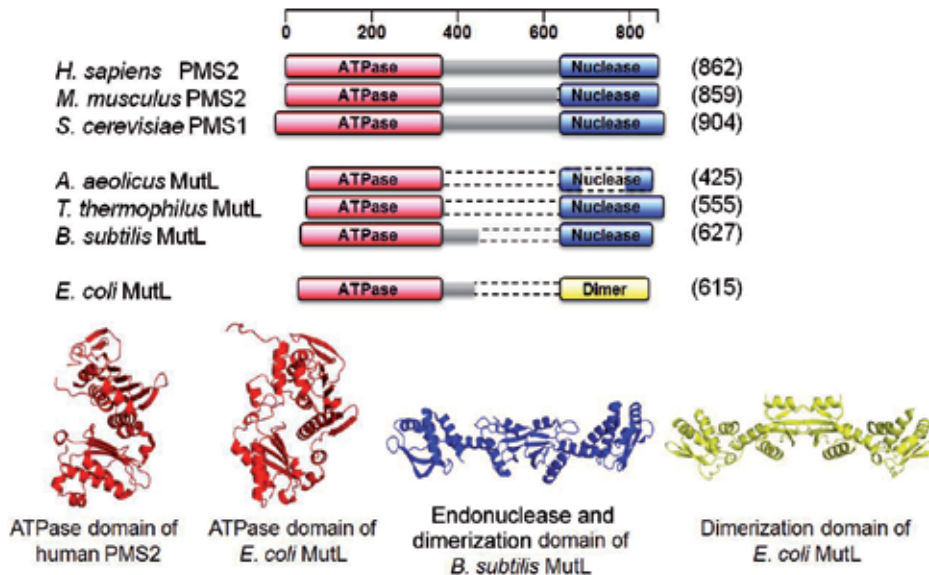 0 200 400 600 800
H. sapiens PMS2 ATPase Nuclease (862)
M. musculus PMS2 ATPase Nuclease (859)
S. cerevisiae PMS1 ATPase Nuclease (904)
A. aeolicus MutL ATPase Nuclease (425)
T. thermophilus MutL ATPase Nuclease (555)
B. subtilis MutL ATPase Nuclease (627)
E. coli MutL ATPase Dimer (615)
ATPase domain of
human PMS2
ATPase domain of
E. coli MutL
Endonuclease and
dimerization domain of
B. subtilis MutL
Dimerization domain of
E. coli MutL